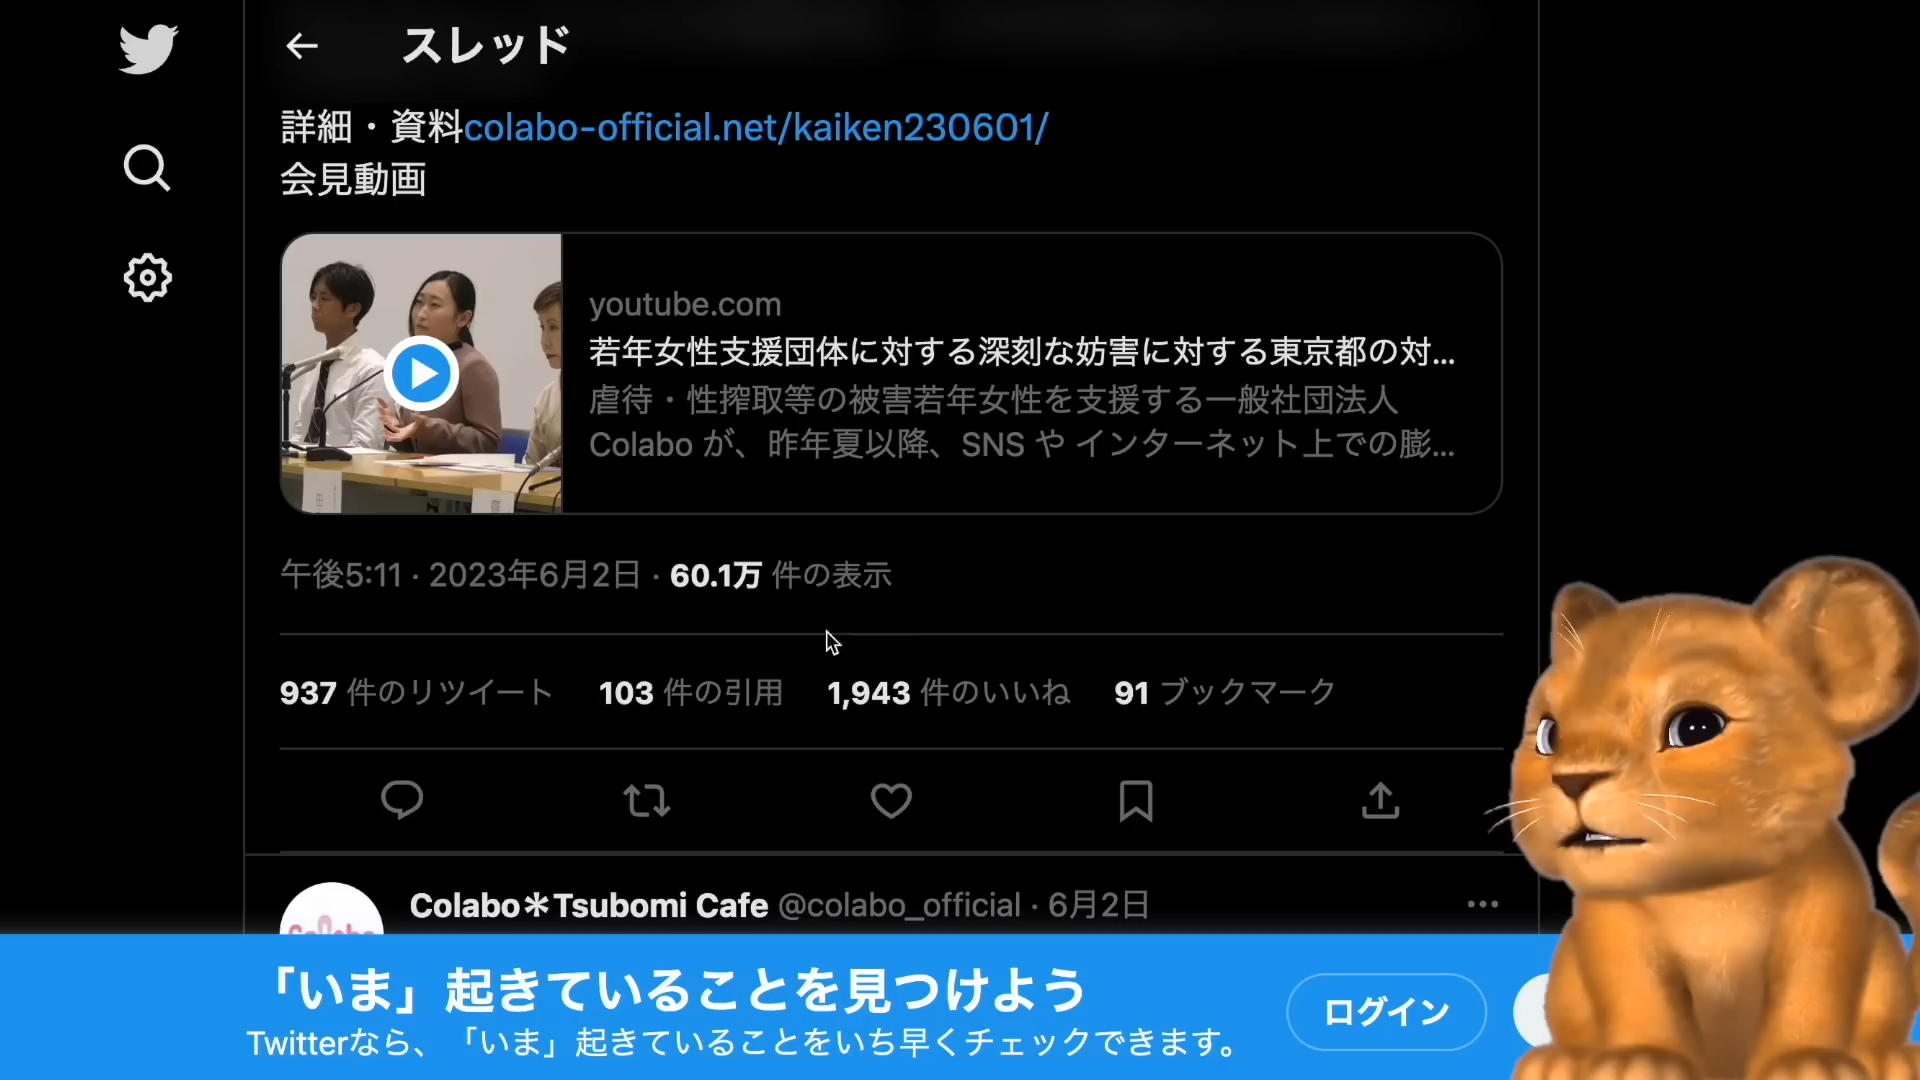 スレッド
詳細・資料colabo-official.net/kaiken230601/
会見動画
youtube.com
若年女性支援団体に対する深刻な妨害に対する東京都の対...
虐待・性搾取等の被害若年女性を支援する一般社団法人
Colabo が、昨年夏以降、SNS や インターネット上での膨...
午後5:11 · 2023年6月2日 · 60.1万 件の表示
937 件のリツイート 103 件の引用 1,943 件のいいね 91 ブックマーク
Colabo＊Tsubomi Cafe @colabo_official · 6月2日
「いま」起きていることを見つけよう
Twitterなら、「いま」起きていることをいち早くチェックできます。
ログイン